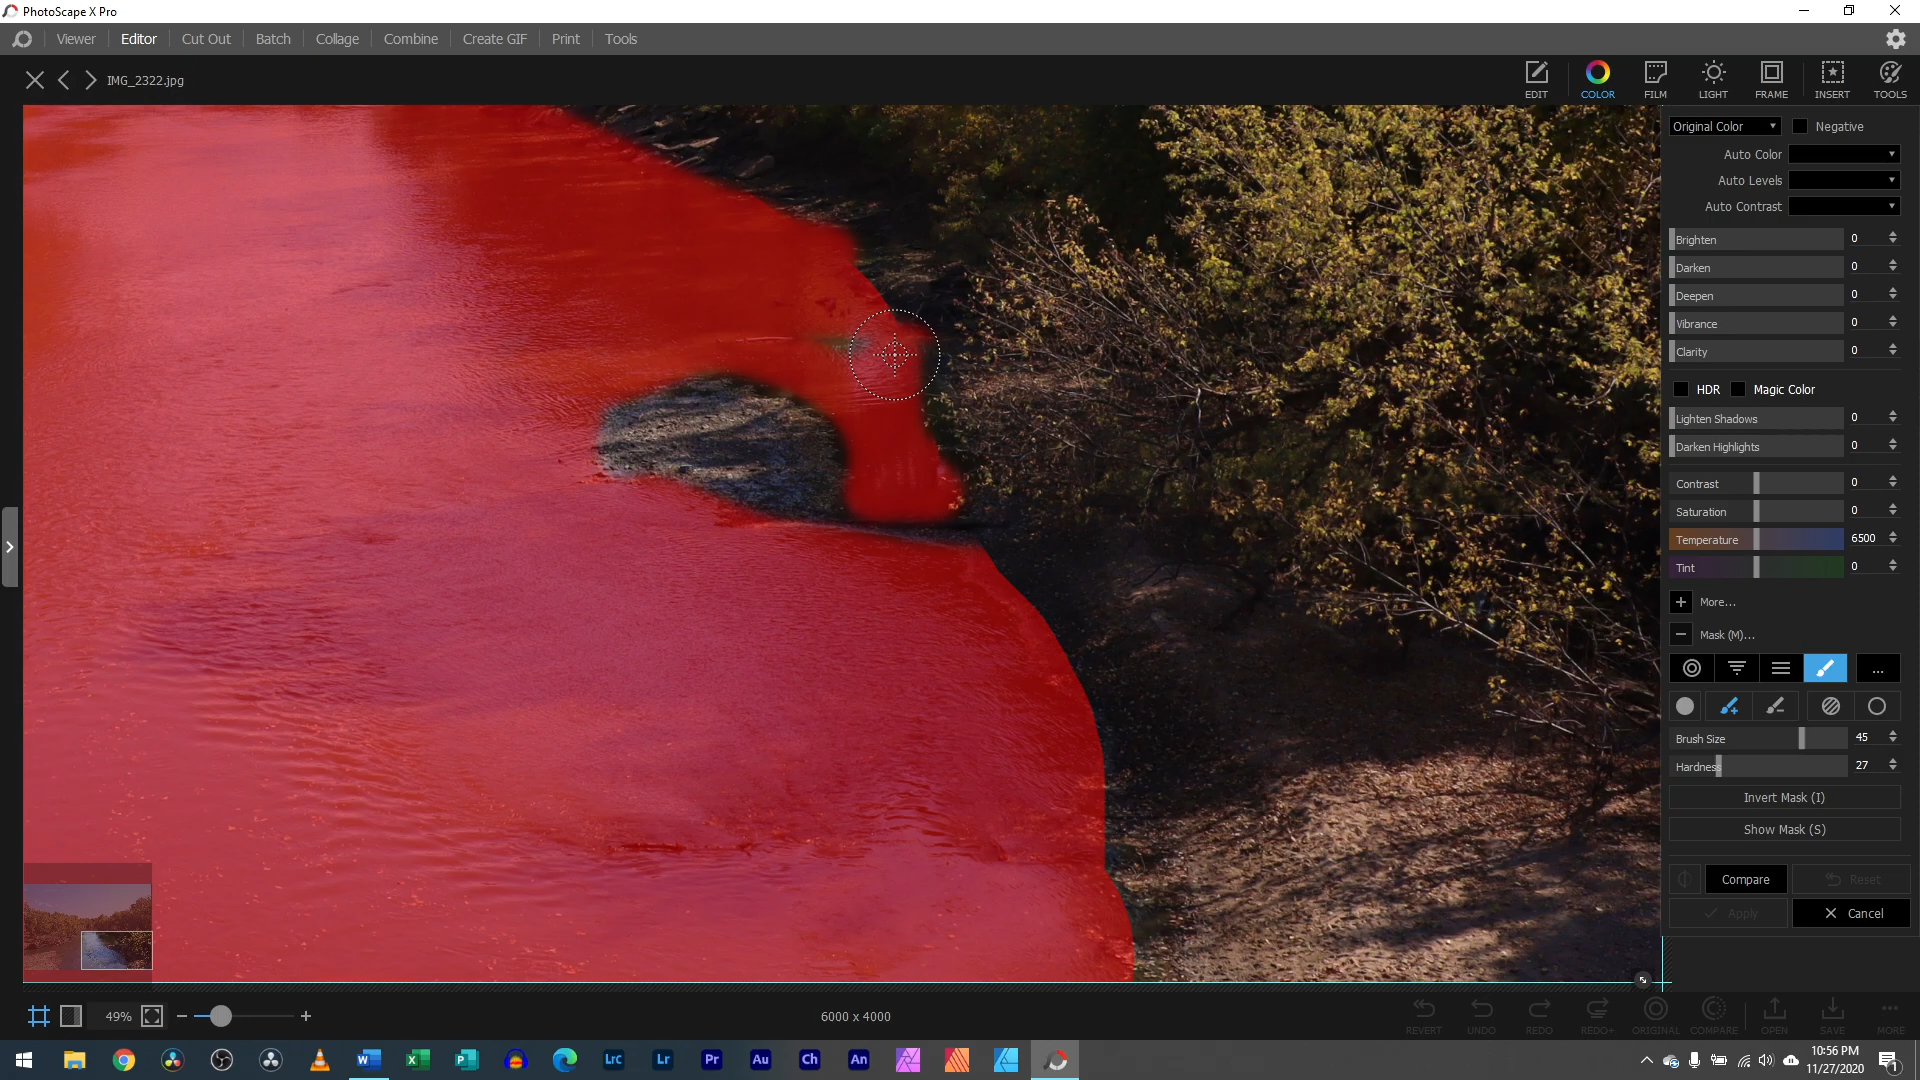 PhotoScape X Pro
Viewer Editor Cut Out Batch Collage Combine Create GIF Print Tools
IMG_2322.jpg
EDIT COLOR FILM LIGHT FRAME INSERT TOOLS
Original Color Negative
Auto Color
Auto Levels
Auto Contrast
Brighten 0
Darken 0
Deepen 0
Vibrance 0
Clarity 0
HDR Magic Color
Lighten Shadows 0
Darken Highlights 0
Contrast 0
Saturation 0
Temperature 6500
Tint 0
More...
Mask (M)...
...
Brush Size 45
Hardness 27
Invert Mask (I)
Show Mask (S)
Compare Reset
Apply Cancel
49% 6000 x 4000
REVERT UNDO REDO REDO+ ORIGINAL COMPARE OPEN SAVE MORE
W X P Lrc Lr Pr Au Ch An
10:56 PM
11/27/2020
1